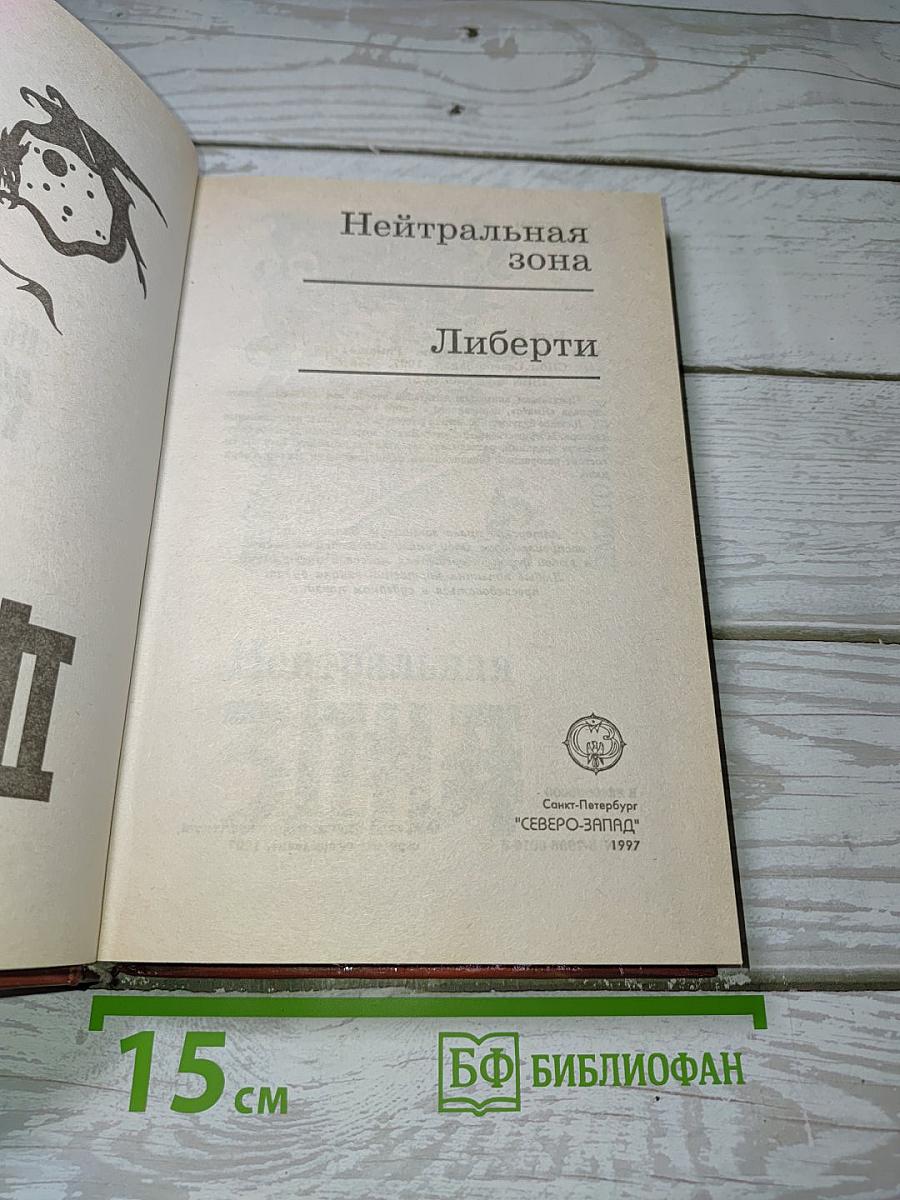 Нейтральная
зона
Либерти
Санкт-Петербург
"СЕВЕРО-ЗАПАД"
1997
15 см
БФ БИБЛИОФАН